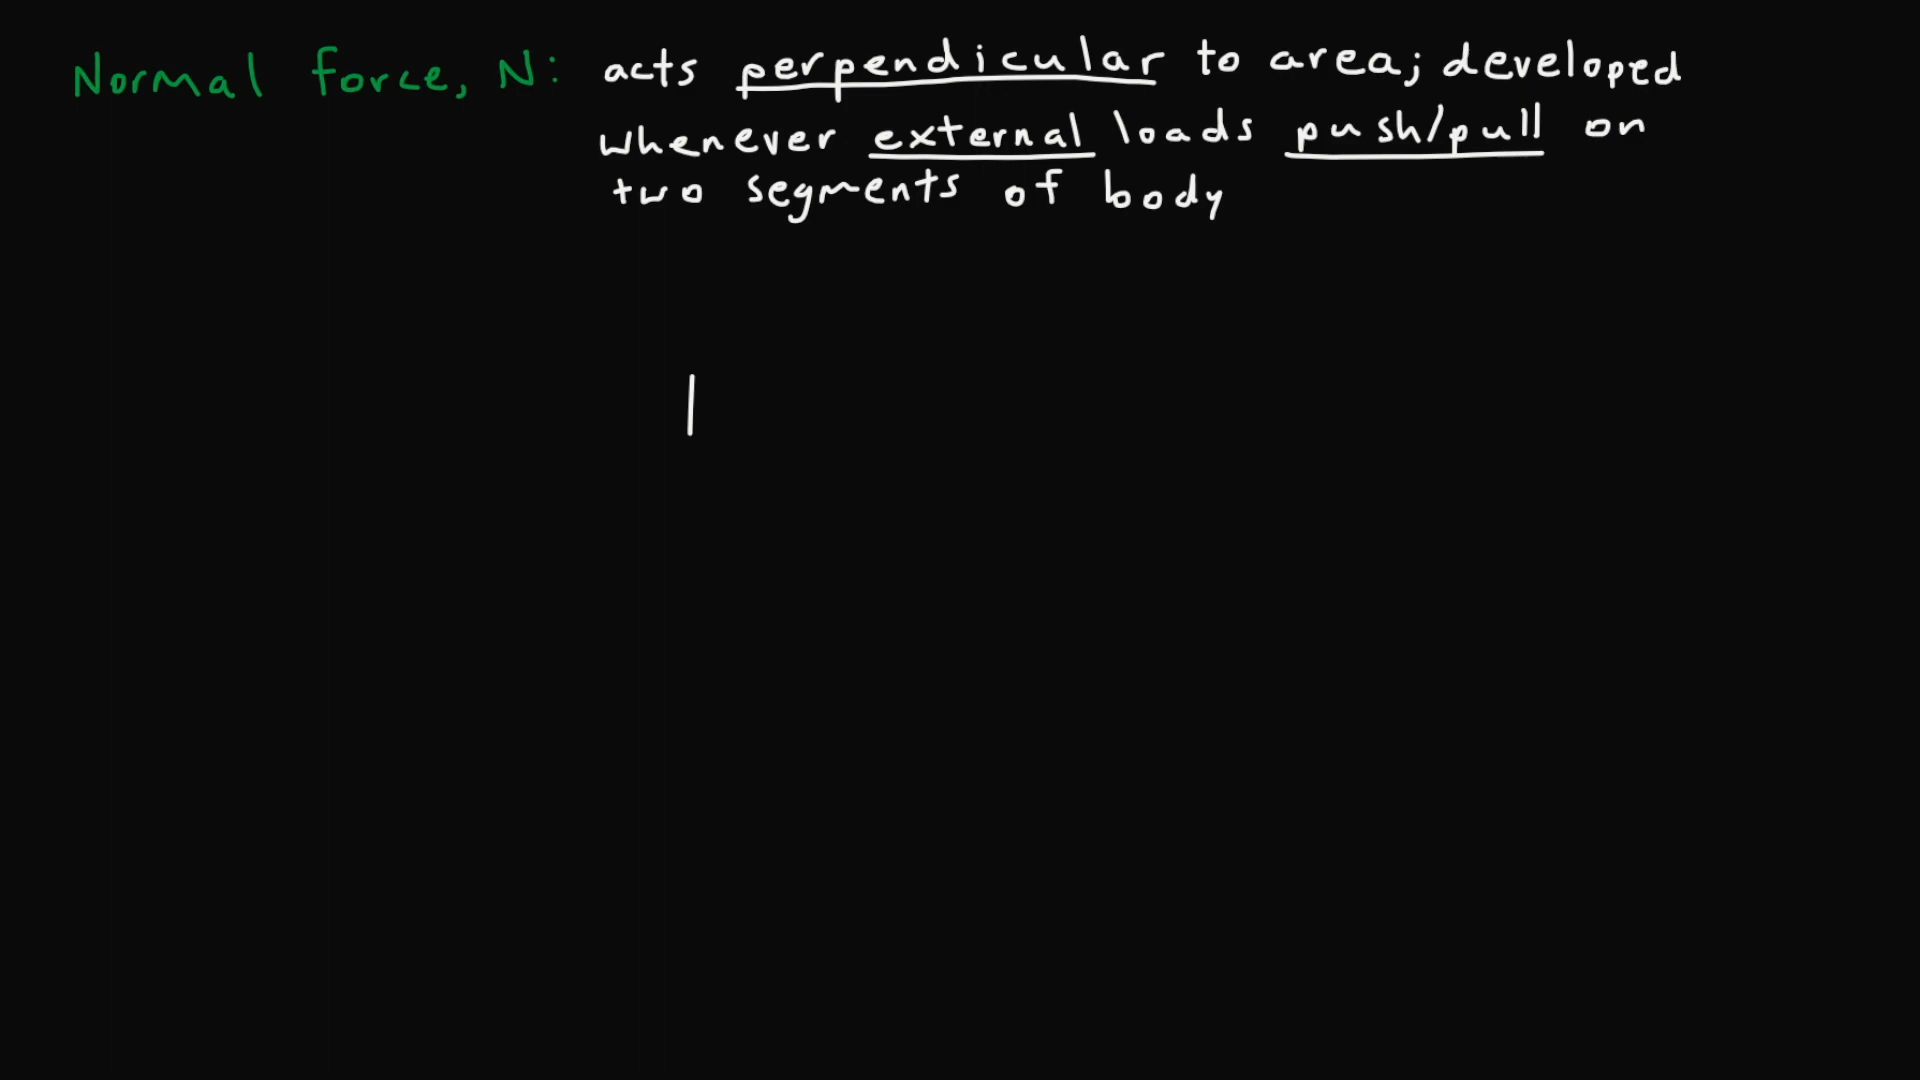 Normal force, N: acts perpendicular to area; developed
whenever external loads push/pull on
two segments of body